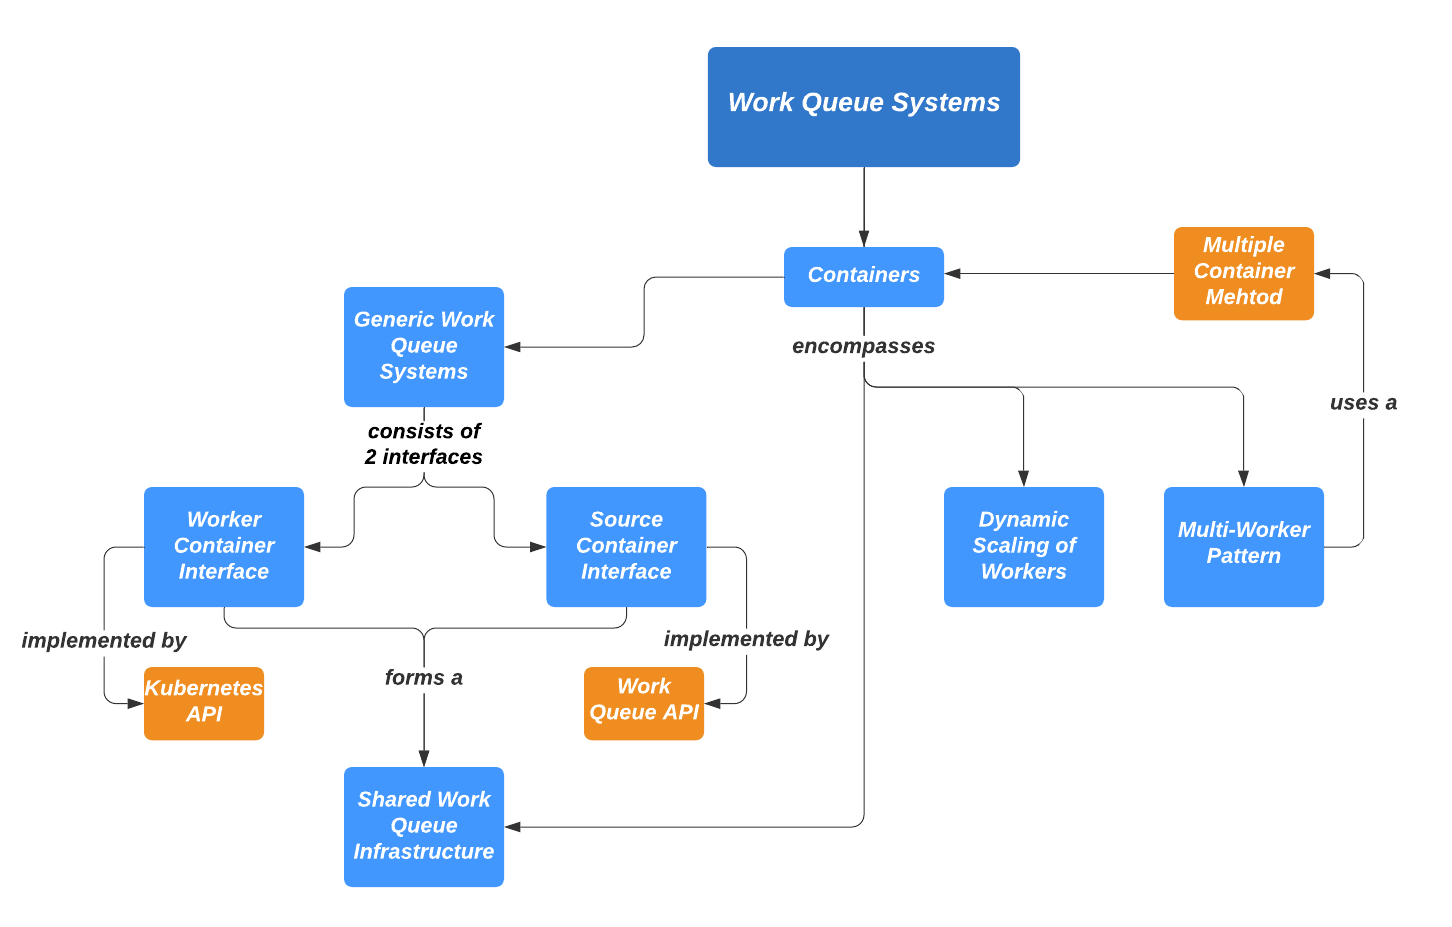 Work Queue Systems
Multiple
Container
Mehtod
Containers
Generic Work
Queue
Systems
encompasses
uses a
consists of
2 interfaces
Worker
Container
Interface
Source
Container
Interface
Dynamic
Scaling of
Workers
Multi-Worker
Pattern
implemented by
implemented by
forms a
Kubernetes
API
Work
Queue API
Shared Work
Queue
Infrastructure